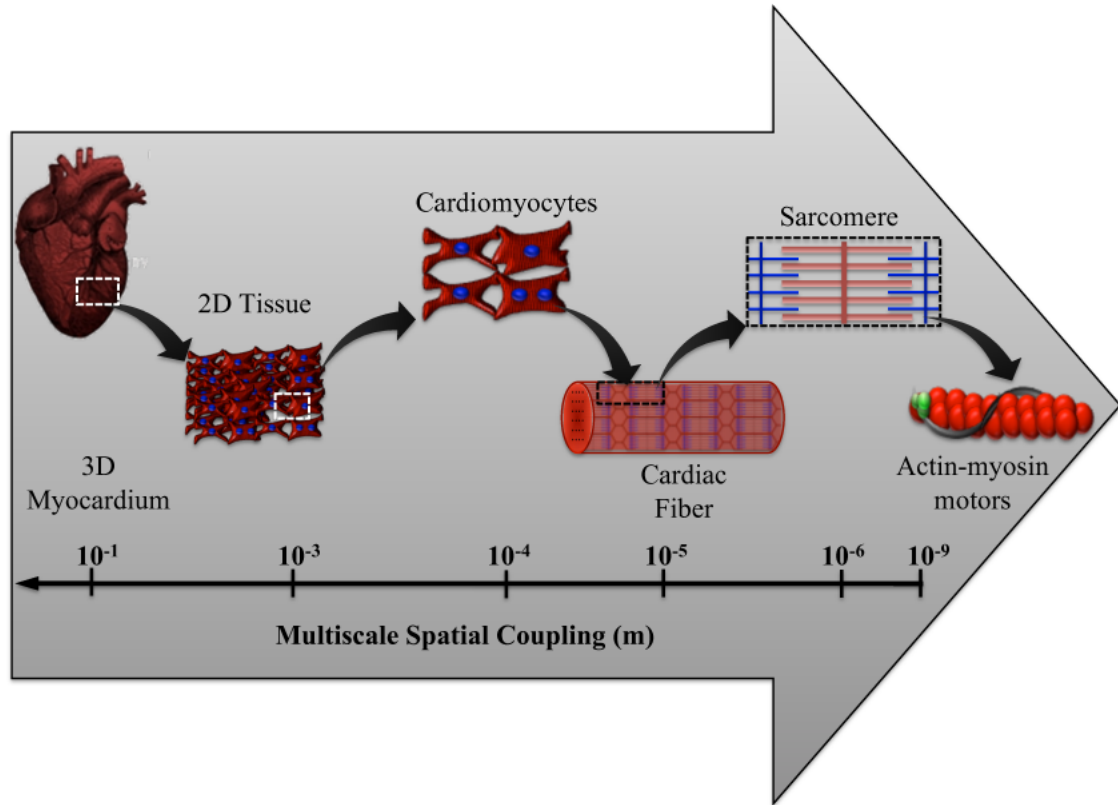 Cardiomyocytes
Sarcomere
2D Tissue
3D
Myocardium
Cardiac
Fiber
Actin-myosin
motors
10-1
10-3
10-4
10-5
10-6
10-9
Multiscale Spatial Coupling (m)